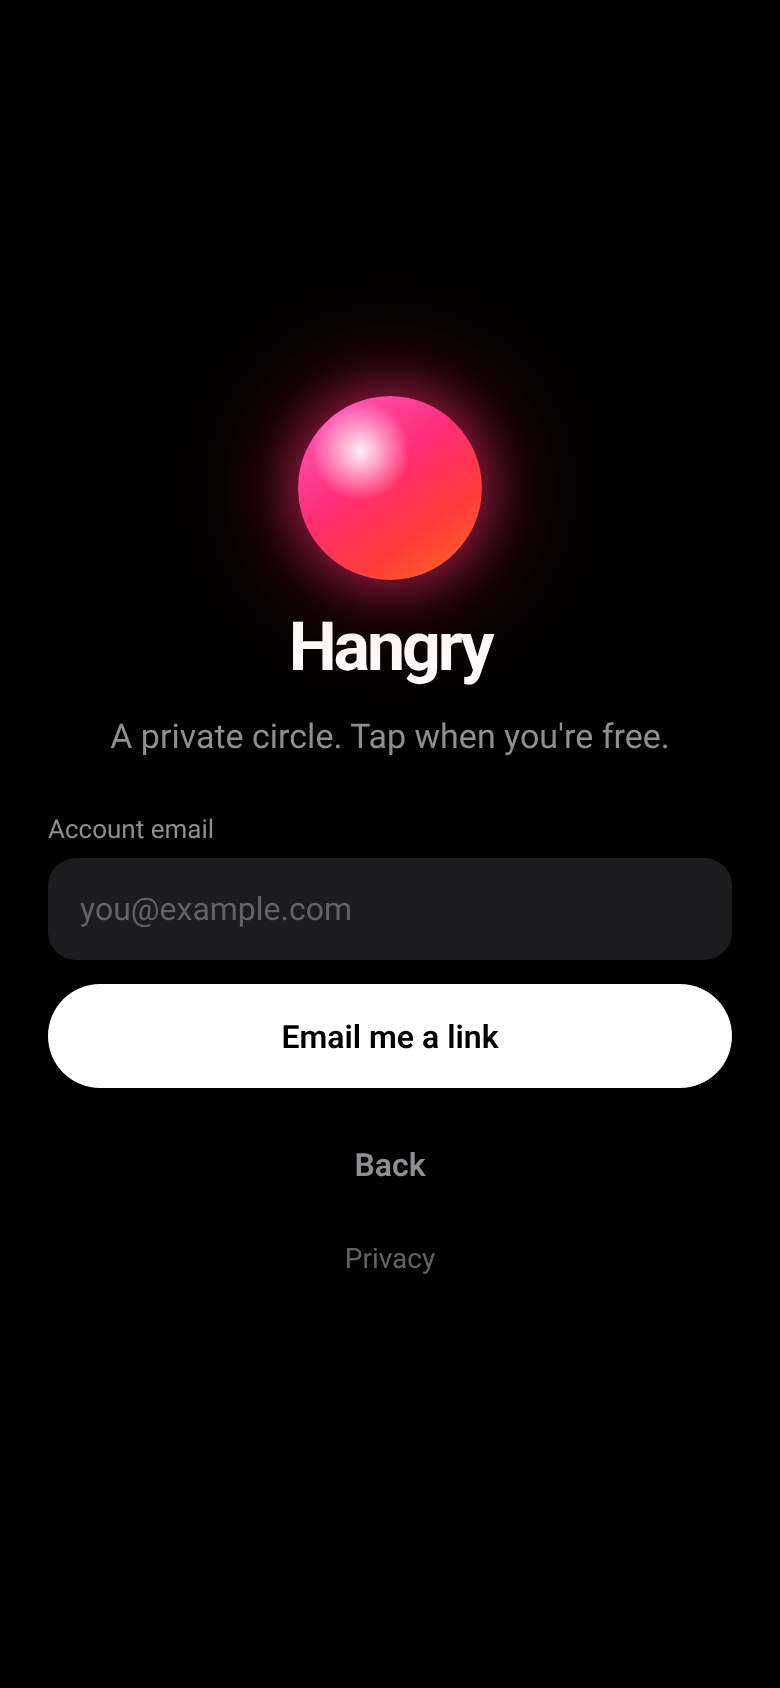 Hangry
A private circle. Tap when you're free.
Account email
you@example.com
Email me a link
Back
Privacy